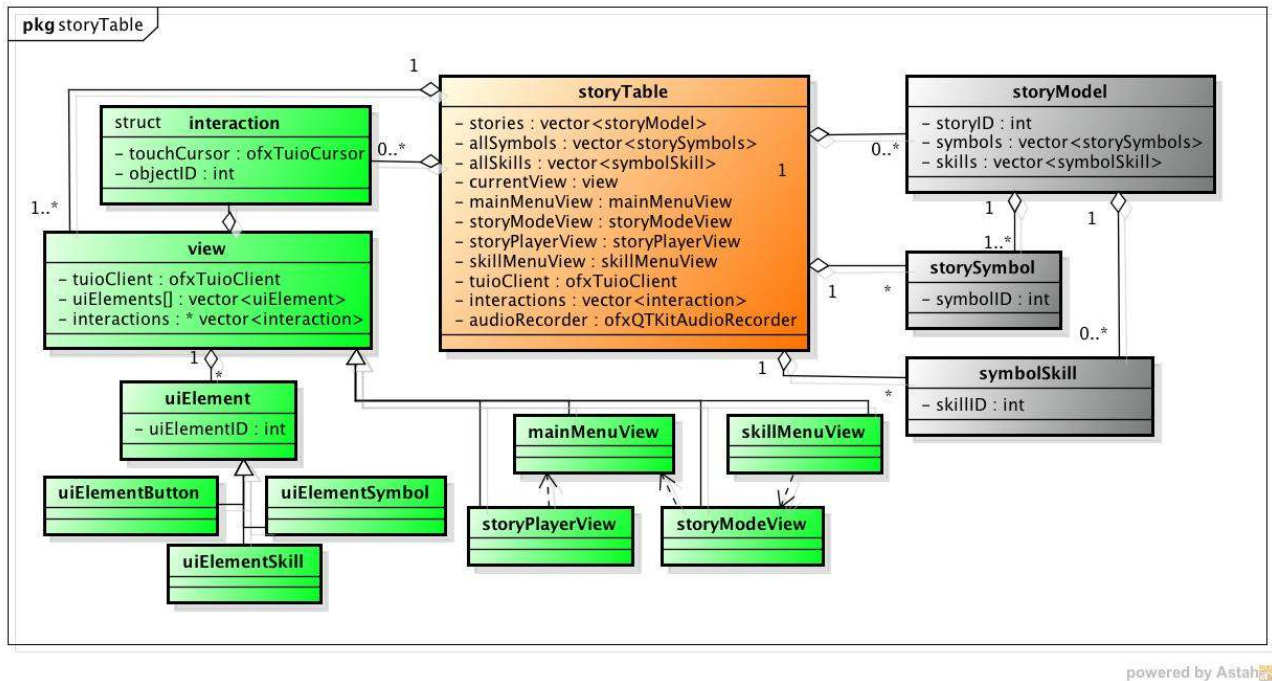 pkg storyTable
1
storyTable
- stories : vector<storyModel>
- allSymbols : vector<storySymbols>
- allSkills : vector<symbolSkill>
- currentView : view
- mainMenuView : mainMenuView
- storyModeView : storyModeView
- storyPlayerView : storyPlayerView
- skillMenuView : skillMenuView
- tuioClient : ofxTuioClient
- interactions : vector<interaction>
- audioRecorder : ofxQTKitAudioRecorder
1
storyModel
- storyID : int
- symbols : vector<storySymbols>
- skills : vector<symbolSkill>
0..*
struct interaction
- touchCursor : ofxTuioCursor
- objectID : int
0..*
1..*
view
- tuioClient : ofxTuioClient
- uiElements[] : vector<uiElement>
- interactions : * vector<interaction>
1
1..*
1
storySymbol
- symbolID : int
1
*
0..*
1
*
symbolSkill
- skillID : int
1
*
uiElement
- uiElementID : int
mainMenuView
skillMenuView
uiElementButton
uiElementSymbol
storyPlayerView
storyModeView
uiElementSkill
powered by Astah